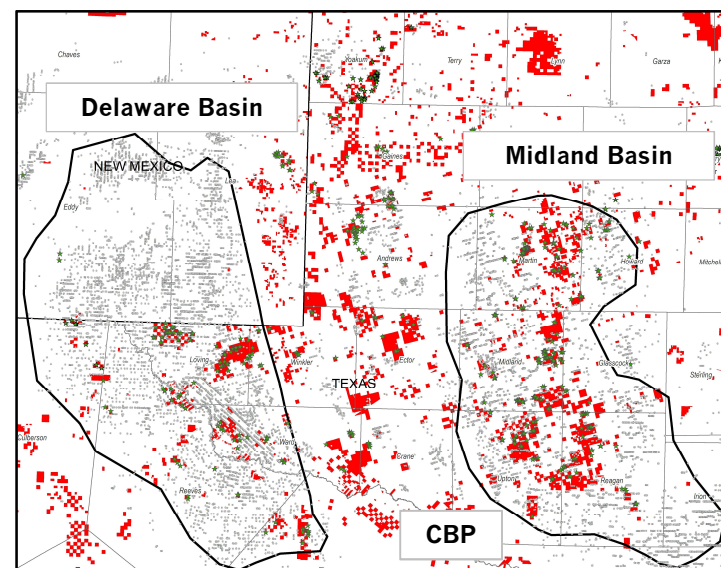 Chaves
Yoakum
Terry
Lynn
Garza
Delaware Basin
Midland Basin
NEW MEXICO
Gaines
Lea
Eddy
Andrews
Martin
Howard
Mitchell
Loving
Winkler
Ector
Midland
Glasscock
Sterling
TEXAS
Culberson
Ward
Crane
Reeves
Upton
Reagan
Irion
CBP